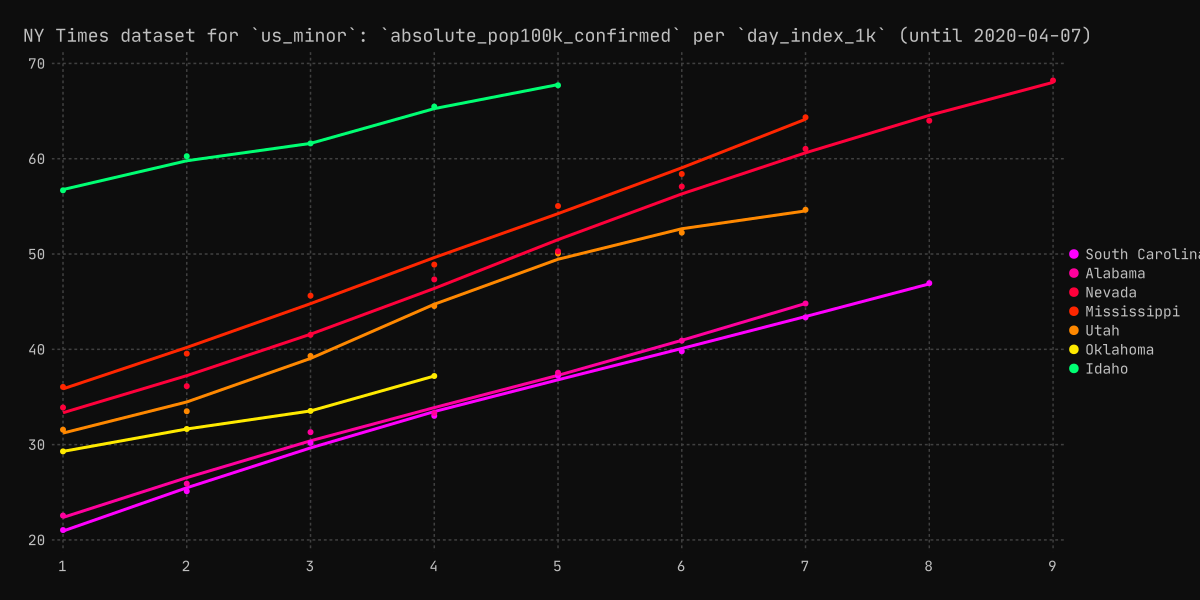 NY Times dataset for `us_minor`: `absolute_pop100k_confirmed` per `day_index_1k` (until 2020-04-07)
70
60
50
40
30
20
1 2 3 4 5 6 7 8 9
South Carolina
Alabama
Nevada
Mississippi
Utah
Oklahoma
Idaho